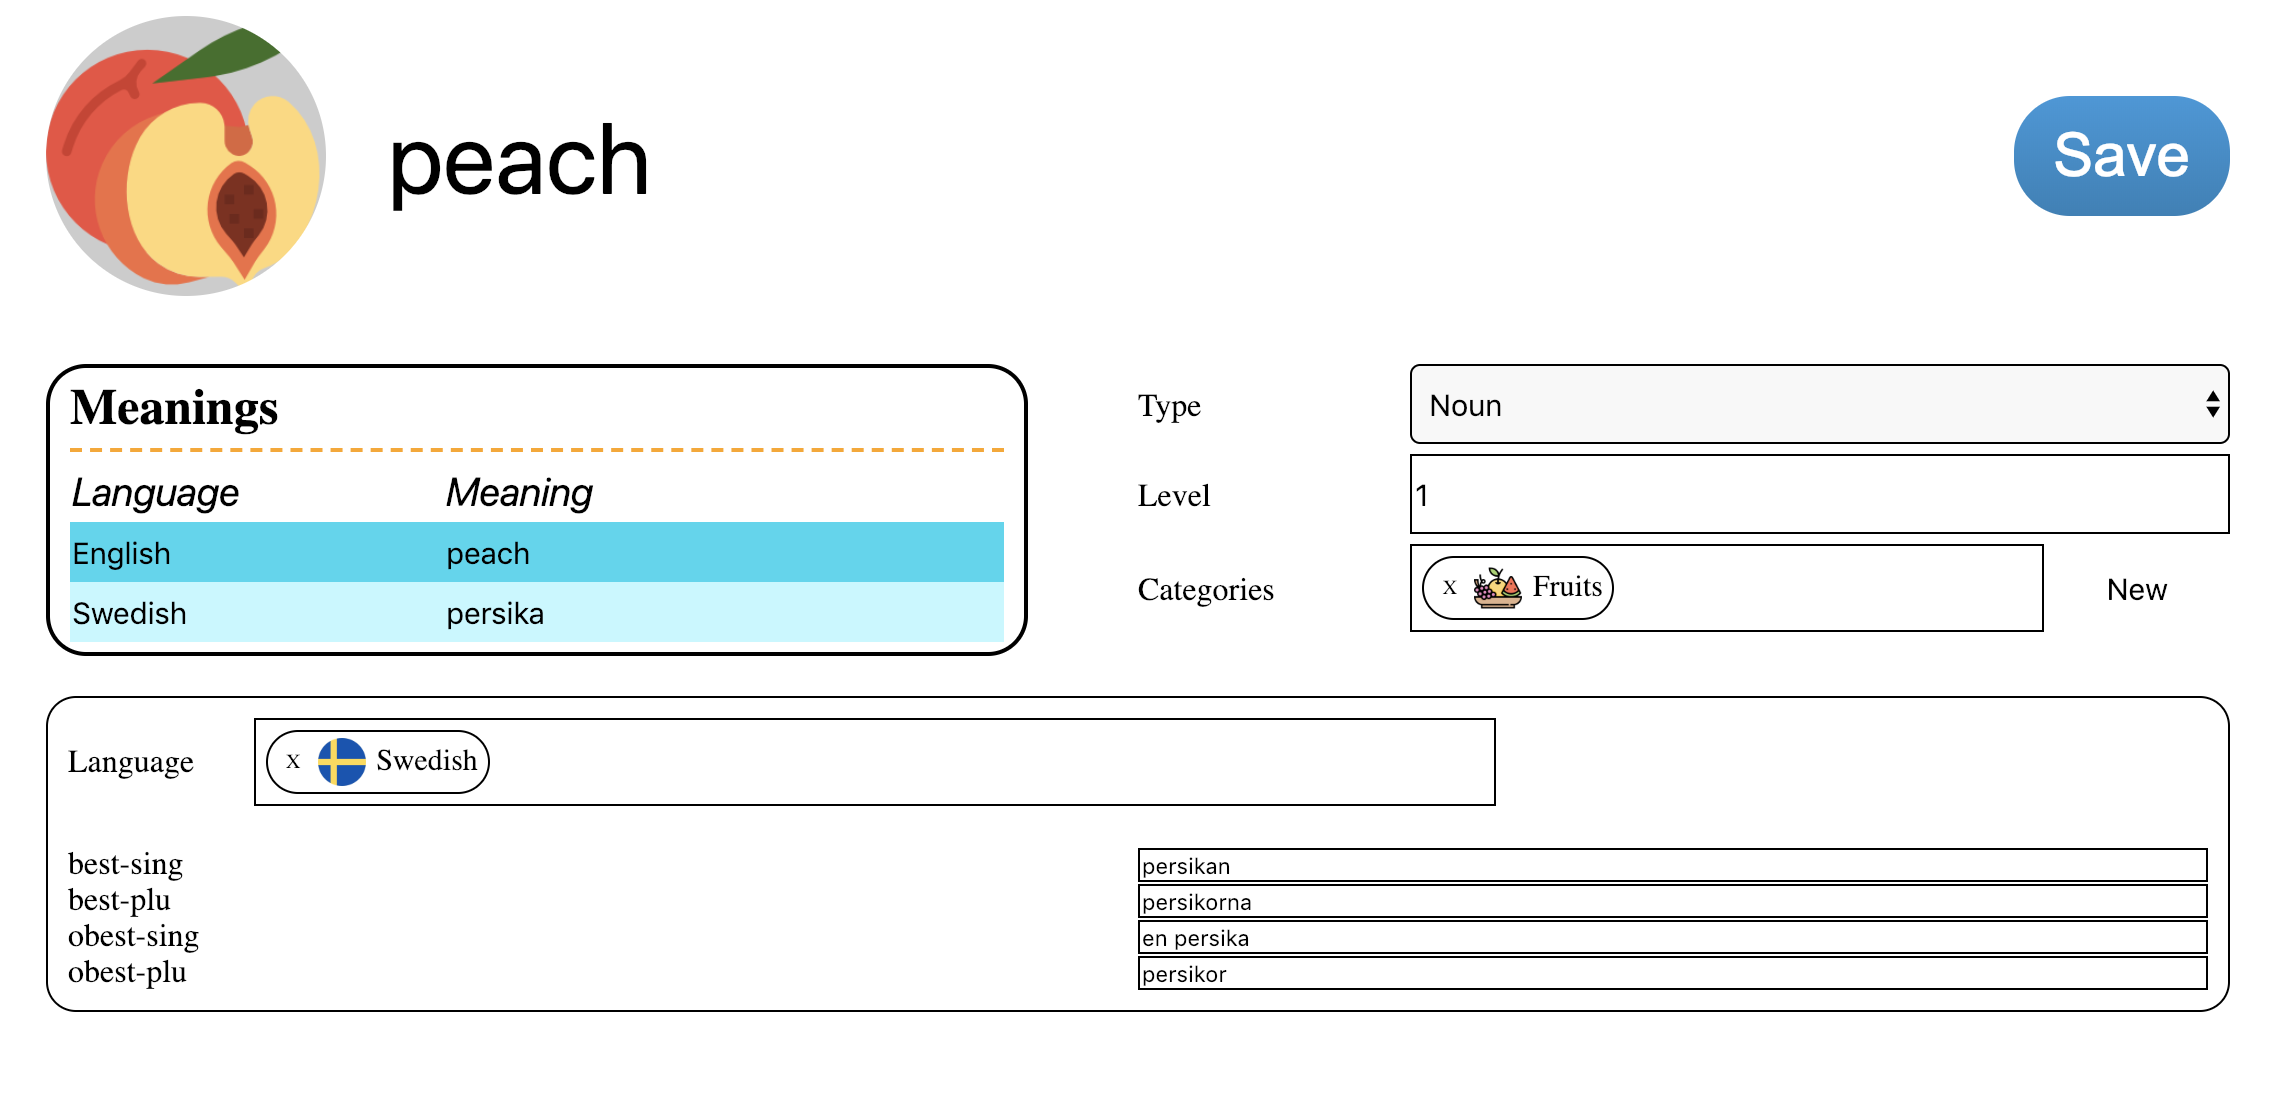 peach
Save
Meanings
Language Meaning
English peach
Swedish persika
Type Noun
Level 1
Categories x Fruits New
Language x Swedish
best-sing persikan
best-plu persikorna
obest-sing en persika
obest-plu persikor